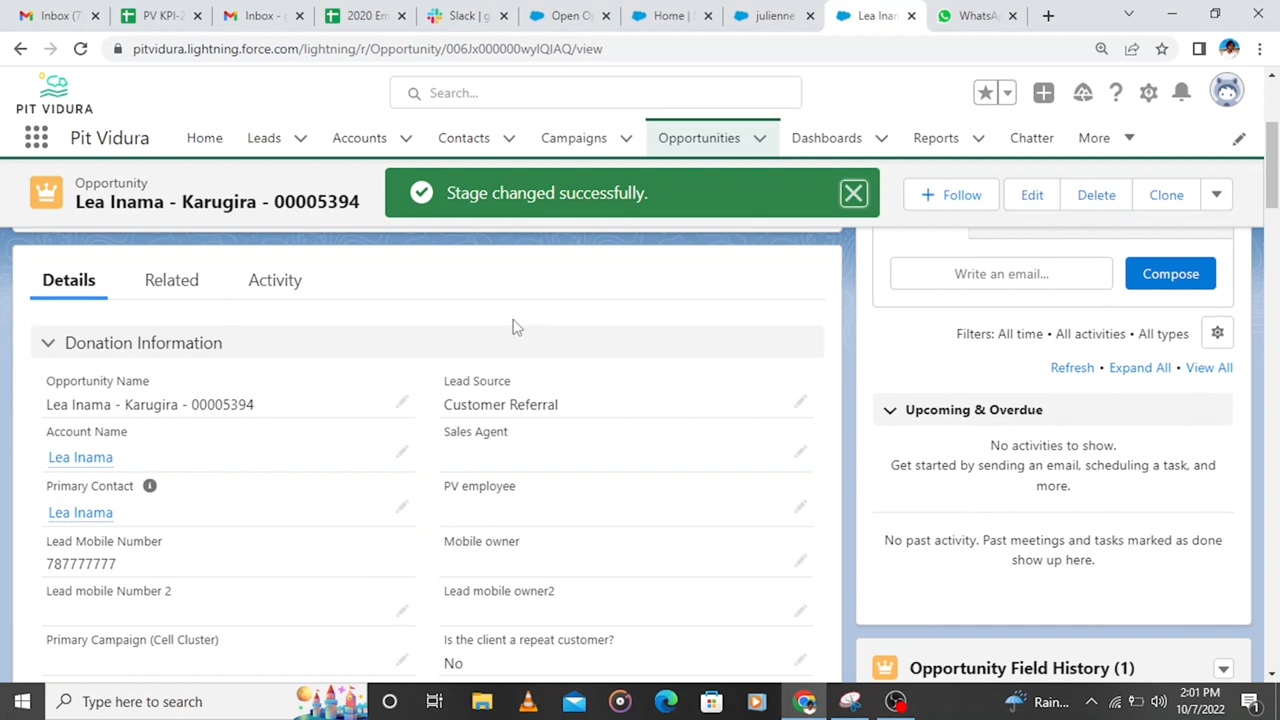 Inbox (7
PV KPI-
Inbox -
2020 Em
Slack | g
Open O
Home | S
julienne
Lea Inam
WhatsA
pitvidura.lightning.force.com/lightning/r/Opportunity/006Jx000000wyIQIAQ/view
PIT VIDURA
Search...
Pit Vidura
Home
Leads
Accounts
Contacts
Campaigns
Opportunities
Dashboards
Reports
Chatter
More
Opportunity
Lea Inama - Karugira - 00005394
Stage changed successfully.
+ Follow
Edit
Delete
Clone
Details
Related
Activity
Write an email...
Compose
Filters: All time • All activities • All types
Refresh • Expand All • View All
Donation Information
Opportunity Name
Lea Inama - Karugira - 00005394
Lead Source
Customer Referral
Account Name
Lea Inama
Sales Agent
Primary Contact
Lea Inama
PV employee
Lead Mobile Number
787777777
Mobile owner
Lead mobile Number 2
Lead mobile owner2
Primary Campaign (Cell Cluster)
Is the client a repeat customer?
No
Upcoming & Overdue
No activities to show.
Get started by sending an email, scheduling a task, and
more.
No past activity. Past meetings and tasks marked as done
show up here.
Opportunity Field History (1)
Type here to search
Rain...
2:01 PM
10/7/2022
1